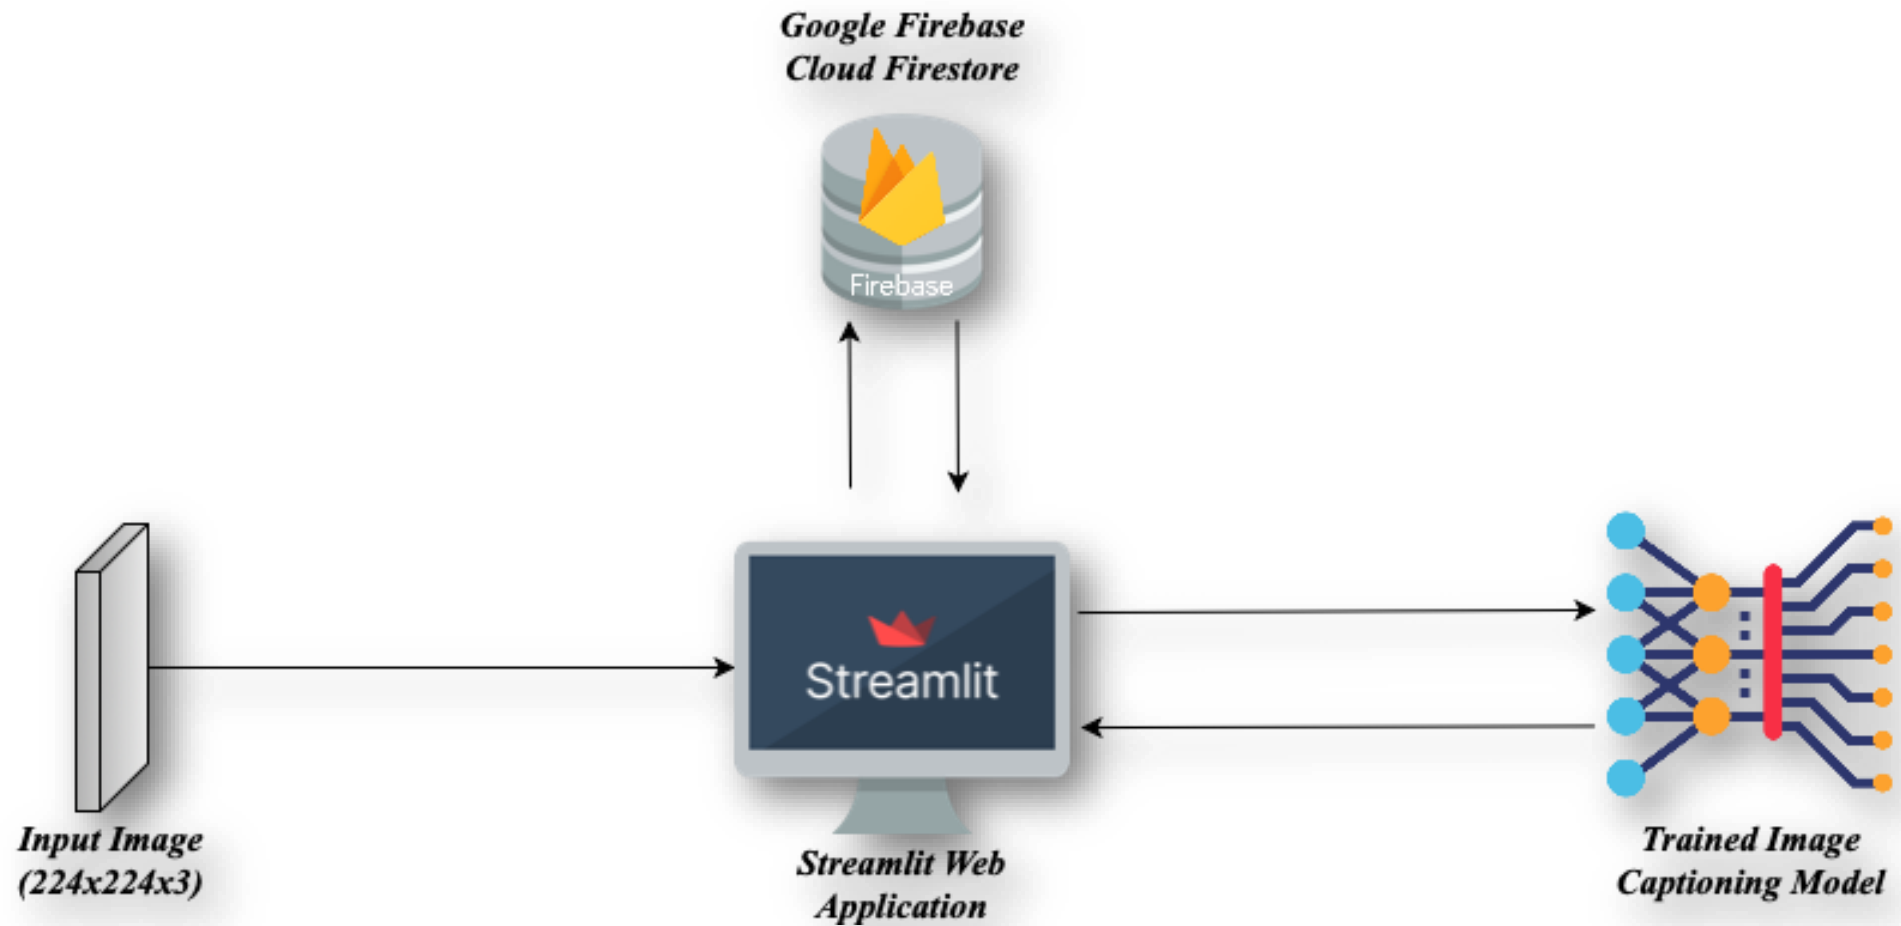 Google Firebase
Cloud Firestore
Firebase
Streamlit
Input Image
(224x224x3)
Streamlit Web
Application
Trained Image
Captioning Model